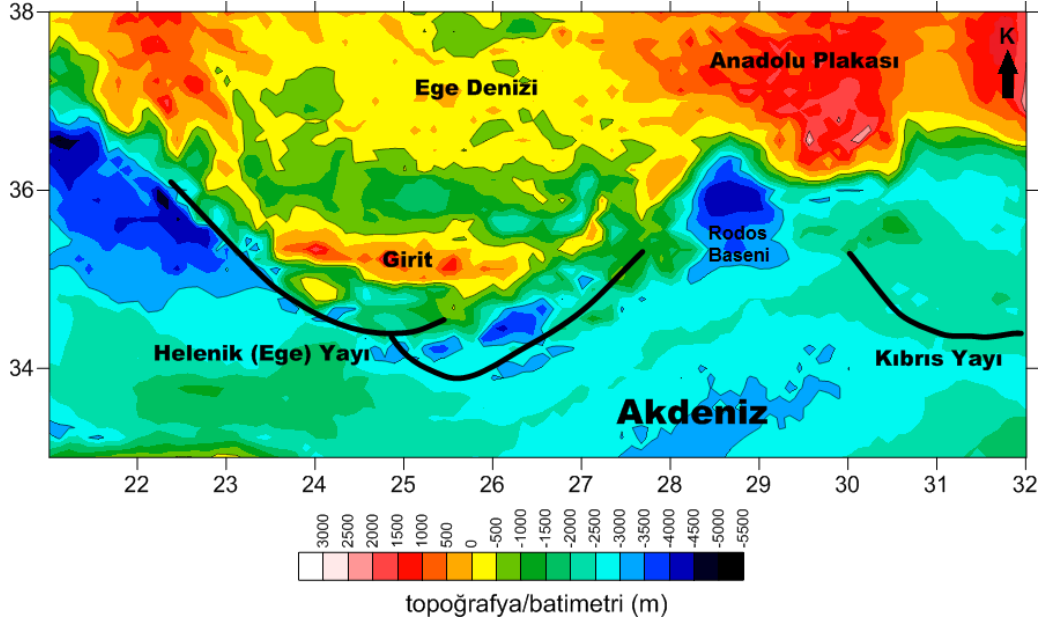 38
K
Anadolu Plakası
Ege Denizi
36
Rodos
Baseni
Girit
34
Helenik (Ege) Yayı
Kıbrıs Yayı
Akdeniz
22 23 24 25 26 27 28 29 30 31 32
3000 2500 2000 1500 1000 500 0 -500 -1000 -1500 -2000 -2500 -3000 -3500 -4000 -4500 -5000 -5500
topoğrafya/batimetri (m)